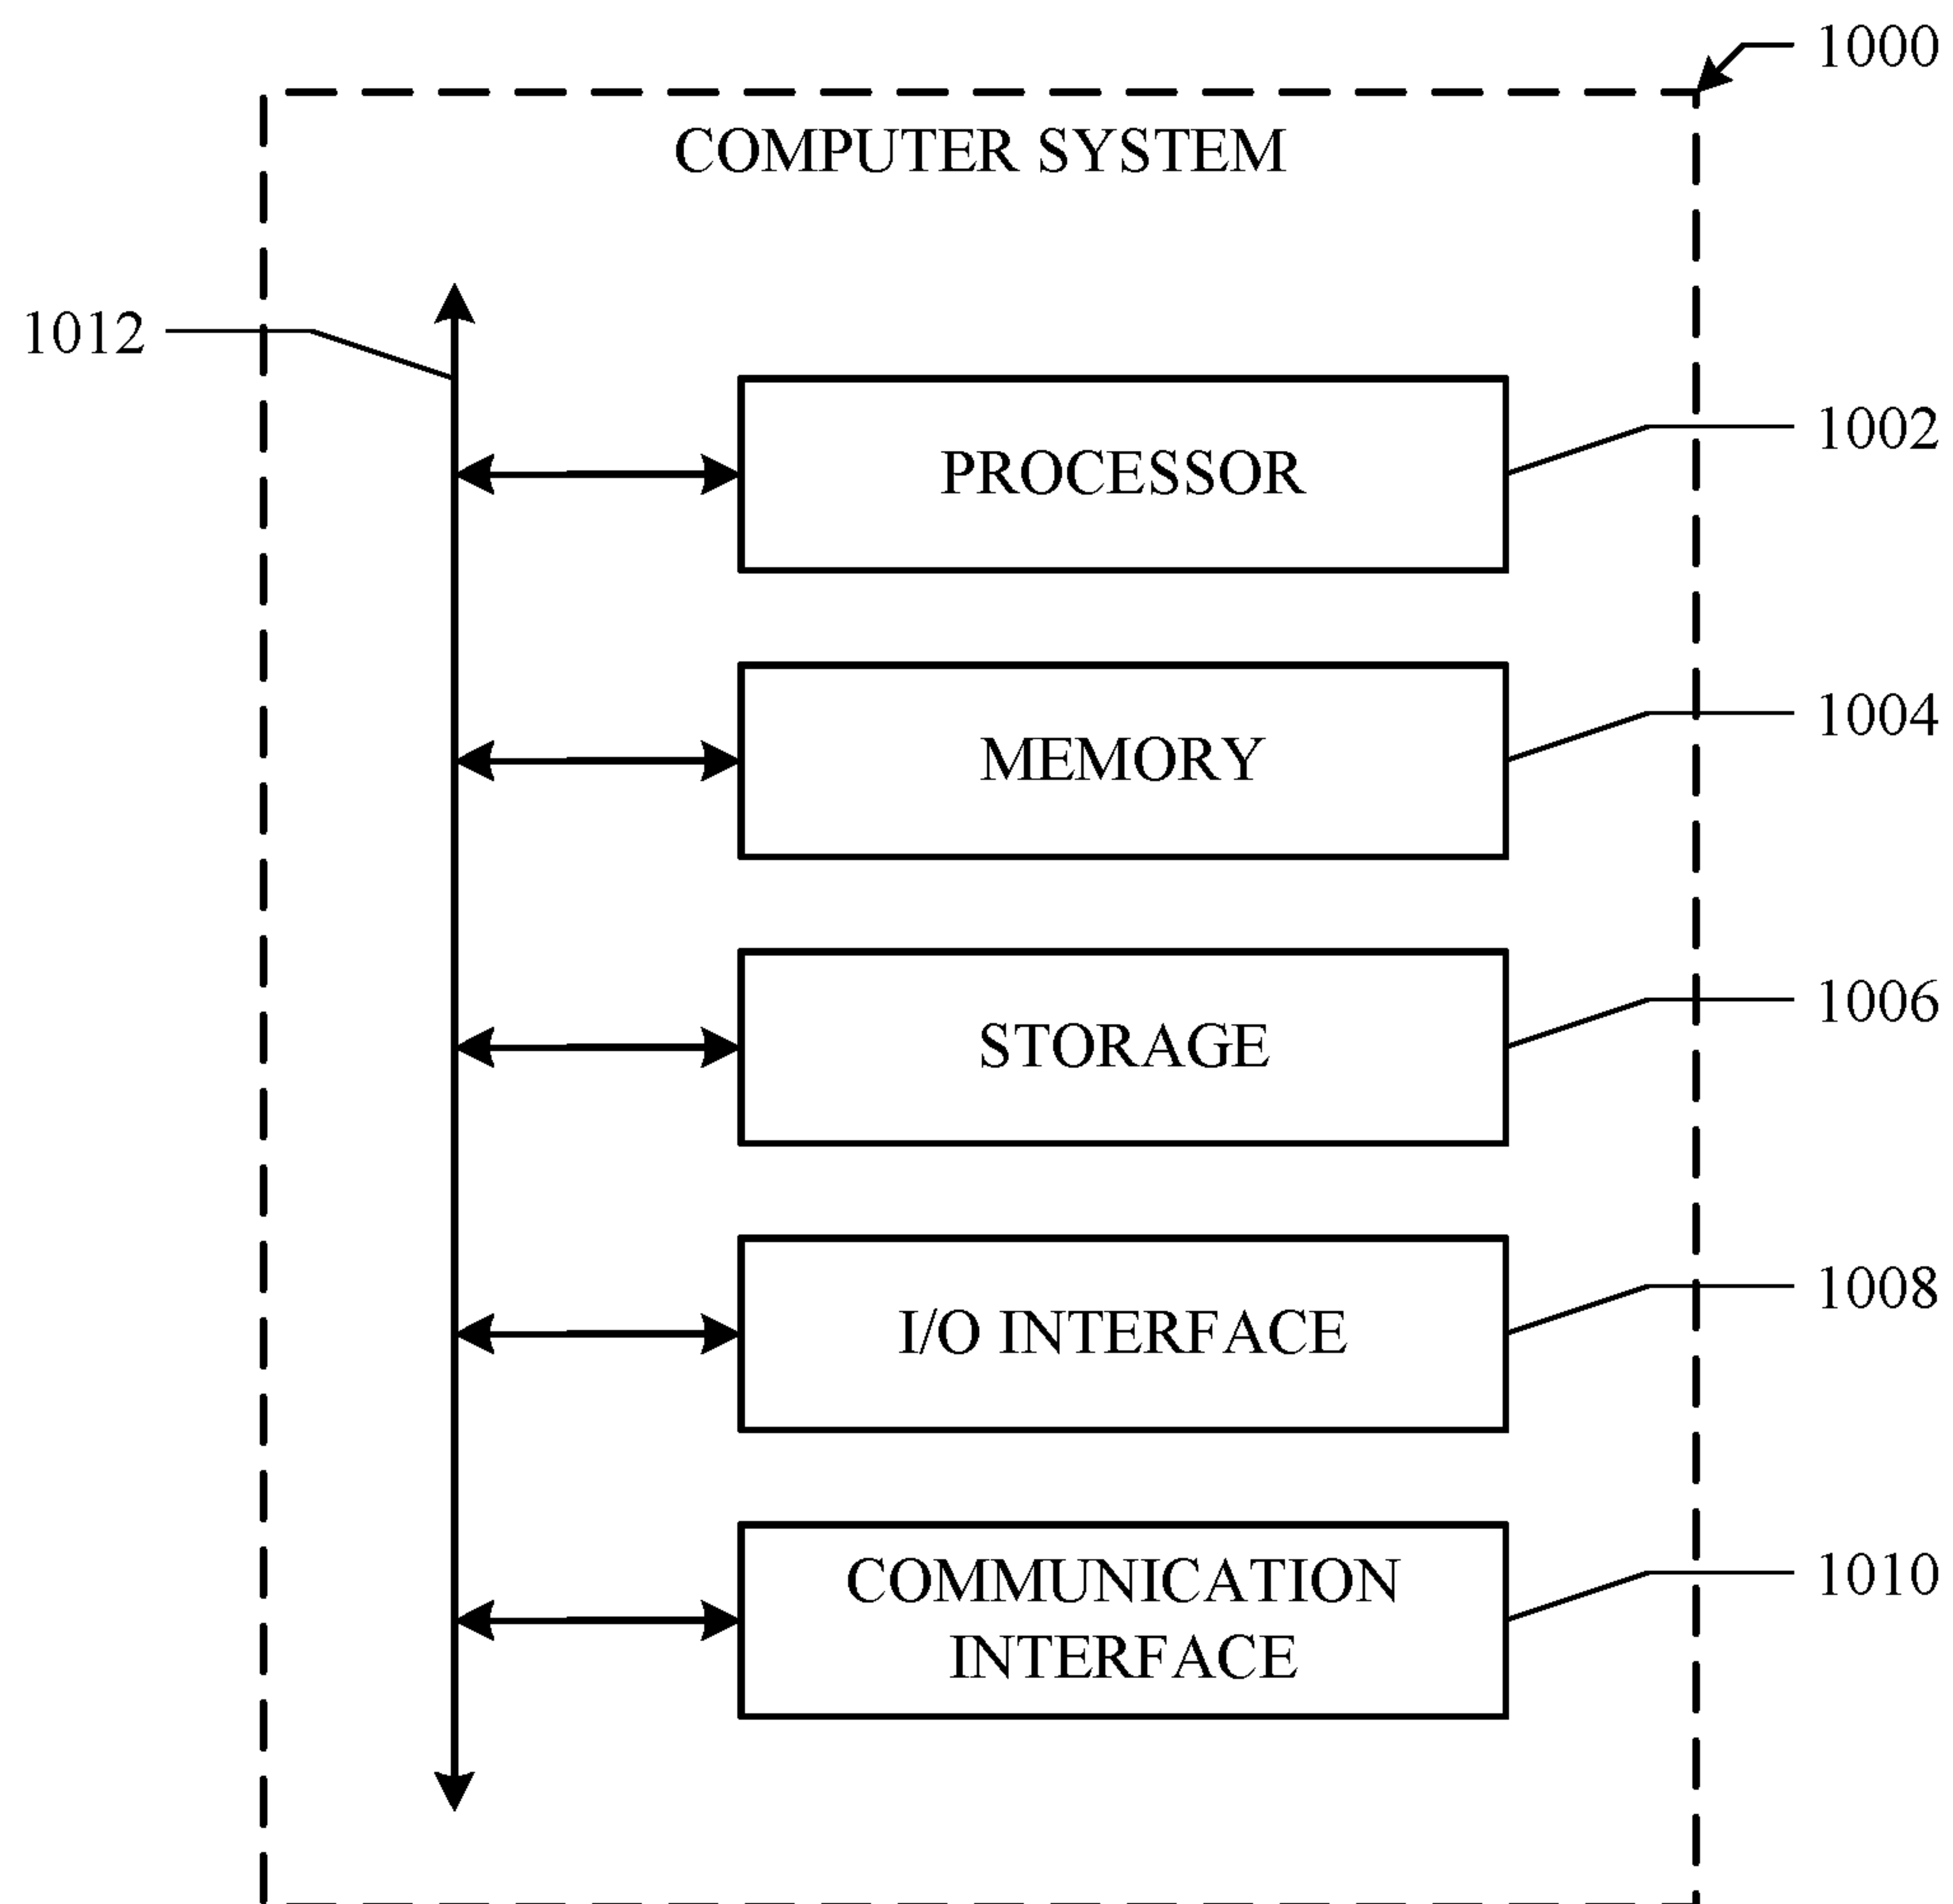 1000
COMPUTER SYSTEM
1012
1002
PROCESSOR
1004
MEMORY
1006
STORAGE
1008
I/O INTERFACE
1010
COMMUNICATION
INTERFACE